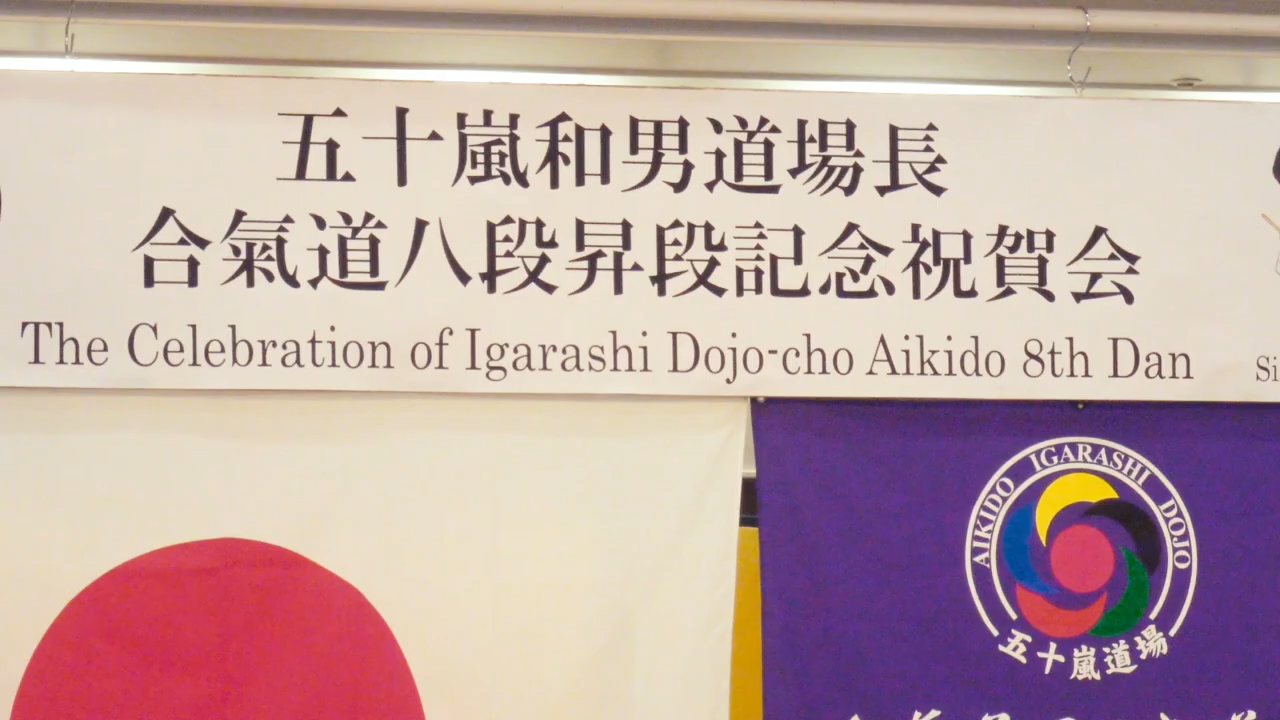 五十嵐和男道場長
合氣道八段昇段記念祝賀会
The Celebration of Igarashi Dojo-cho Aikido 8th Dan
AIKIDO IGARASHI DOJO
五十嵐道場